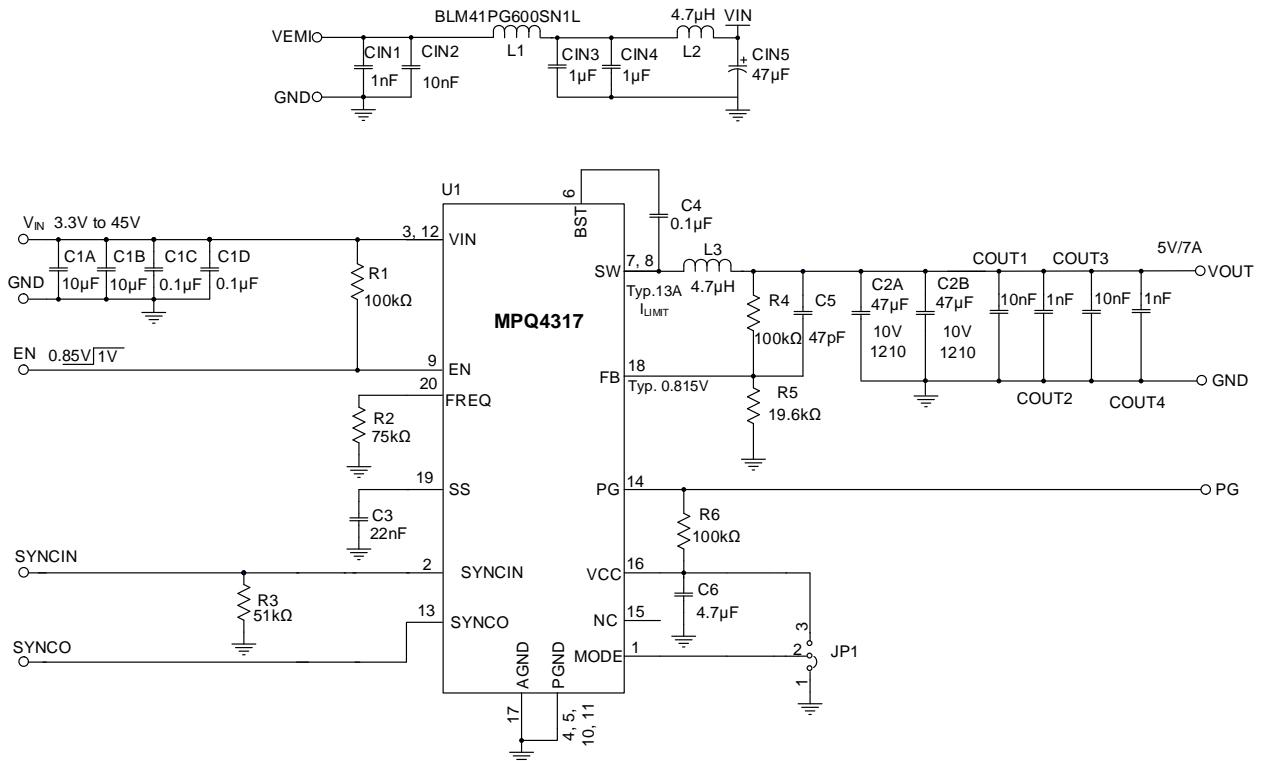 BLM41PG600SN1L
4.7µH
VIN
VEMI
CIN1
CIN2
L1
CIN3
CIN4
L2
CIN5
1nF
10nF
1µF
1µF
+
47µF
GND
U1
6
BST
C4
0.1µF
VIN 3.3V to 45V
3, 12
VIN
C1A
C1B
C1C
C1D
10µF
10µF
0.1µF
0.1µF
GND
R1
100kΩ
SW
7, 8
L3
4.7µH
Typ.13A
ILIMIT
COUT1
COUT3
5V/7A
VOUT
MPQ4317
R4
100kΩ
C5
47pF
C2A
47µF
10V
1210
C2B
47µF
10V
1210
10nF
1nF
10nF
1nF
EN
0.85V
1V
9
EN
FB
18
Typ. 0.815V
GND
COUT2
COUT4
20
FREQ
R2
75kΩ
R5
19.6kΩ
19
SS
C3
22nF
PG
14
PG
R6
100kΩ
SYNCIN
2
SYNCIN
R3
51kΩ
VCC
16
C6
4.7µF
13
SYNCO
NC
15
SYNCO
MODE
1
3
2
1
JP1
AGND
PGND
17
4, 5,
10, 11